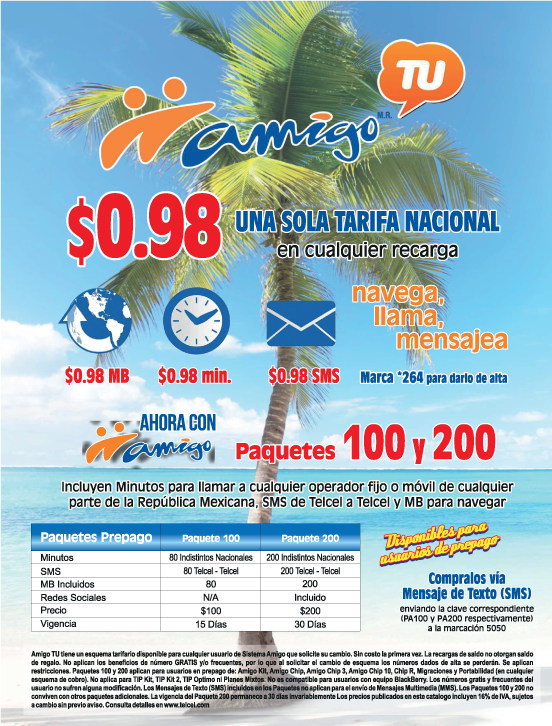 TU
amigo
M.R.
$0.98 UNA SOLA TARIFA NACIONAL
en cualquier recarga
navega,
llama,
mensajea
$0.98 MB $0.98 min. $0.98 SMS Marca *264 para darlo de alta
AHORA CON
amigo Paquetes 100 y 200
Incluyen Minutos para llamar a cualquier operador fijo o móvil de cualquier
parte de la República Mexicana, SMS de Telcel a Telcel y MB para navegar
Paquetes Prepago Paquete 100 Paquete 200
Minutos 80 Indistintos Nacionales 200 Indistintos Nacionales
SMS 80 Telcel - Telcel 200 Telcel - Telcel
MB Incluidos 80 200
Redes Sociales N/A Incluido
Precio $100 $200
Vigencia 15 Días 30 Días
Disponibles para
usuarios de prepago
Compralos vía
Mensaje de Texto (SMS)
enviando la clave correspondiente
(PA100 y PA200 respectivamente)
a la marcación 5050
Amigo TU tiene un esquema tarifario disponible para cualquier usuario de Sistema Amigo que solicite su cambio. Sin costo la primera vez. La recargas de saldo no otorgan saldo
de regalo. No aplican los beneficios de número GRATIS y/o frecuentes, por lo que al solicitar el cambio de esquema los números dados de alta se perderán. Se aplican
restricciones. Paquetes 100 y 200 aplican para usuarios en prepago de: Amigo Kit, Amigo Chip, Amigo Chip 3, Amigo Chip 10, Chip R, Migraciones y Portabilidad (en cualquier
esquema de cobro). No aplica para TIP Kit, TIP Kit 2, TIP Optimo ni Planes Mixtos. No es compatible para usuarios con equipo BlackBerry. Los números gratis y frecuentes del
usuario no sufren alguna modificación. Los Mensajes de Texto (SMS) incluidos en los Paquetes no aplican para el envío de Mensajes Multimedia (MMS). Los Paquetes 100 y 200 no
conviven con otros paquetes adicionales. La vigencia del Paquete 200 permanece a 30 días invariablemente Los precios publicados en este catalogo incluyen 16% de IVA, sujetos
a cambio sin previo aviso. Consulta detalles en www.telcel.com